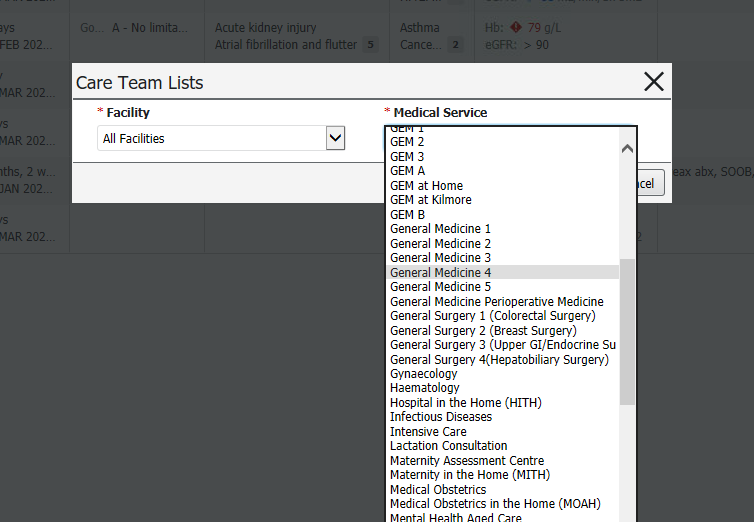 ays Go... A - No limita... Acute kidney injury Asthma Hb: 79 g/L
FEB 202... Atrial fibrillation and flutter 5 Cance... 2 eGFR: > 90
Care Team Lists
* Facility
All Facilities
* Medical Service
GEM 1
GEM 2
GEM 3
GEM A
GEM at Home
GEM at Kilmore
GEM B
General Medicine 1
General Medicine 2
General Medicine 3
General Medicine 4
General Medicine 5
General Medicine Perioperative Medicine
General Surgery 1 (Colorectal Surgery)
General Surgery 2 (Breast Surgery)
General Surgery 3 (Upper GI/Endocrine Su
General Surgery 4(Hepatobiliary Surgery)
Gynaecology
Haematology
Hospital in the Home (HITH)
Infectious Diseases
Intensive Care
Lactation Consultation
Maternity Assessment Centre
Maternity in the Home (MITH)
Medical Obstetrics
Medical Obstetrics in the Home (MOAH)
Mental Health Aged Care
cel
y
MAR 202...
ys
MAR 202...
nths, 2 w... eax abx, SOOB,
JAN 202...
ys
MAR 202... 2